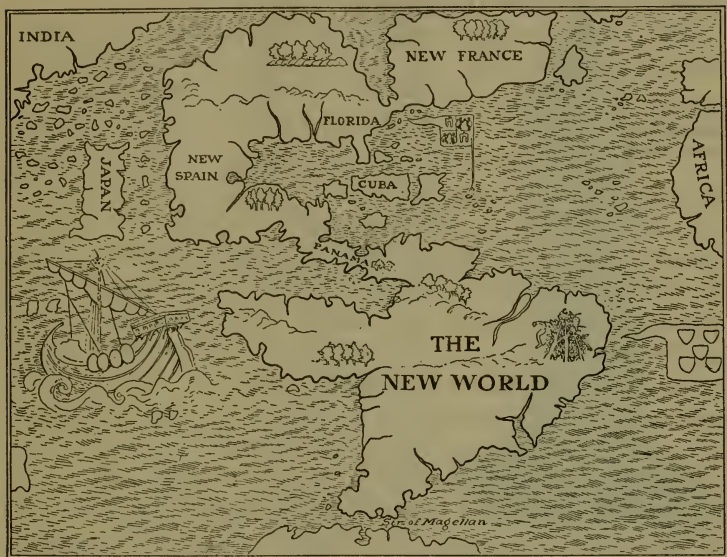 INDIA
NEW FRANCE
FLORIDA
JAPAN
NEW
SPAIN
CUBA
AFRICA
PANAMA
THE
NEW WORLD
Str. of Magellan